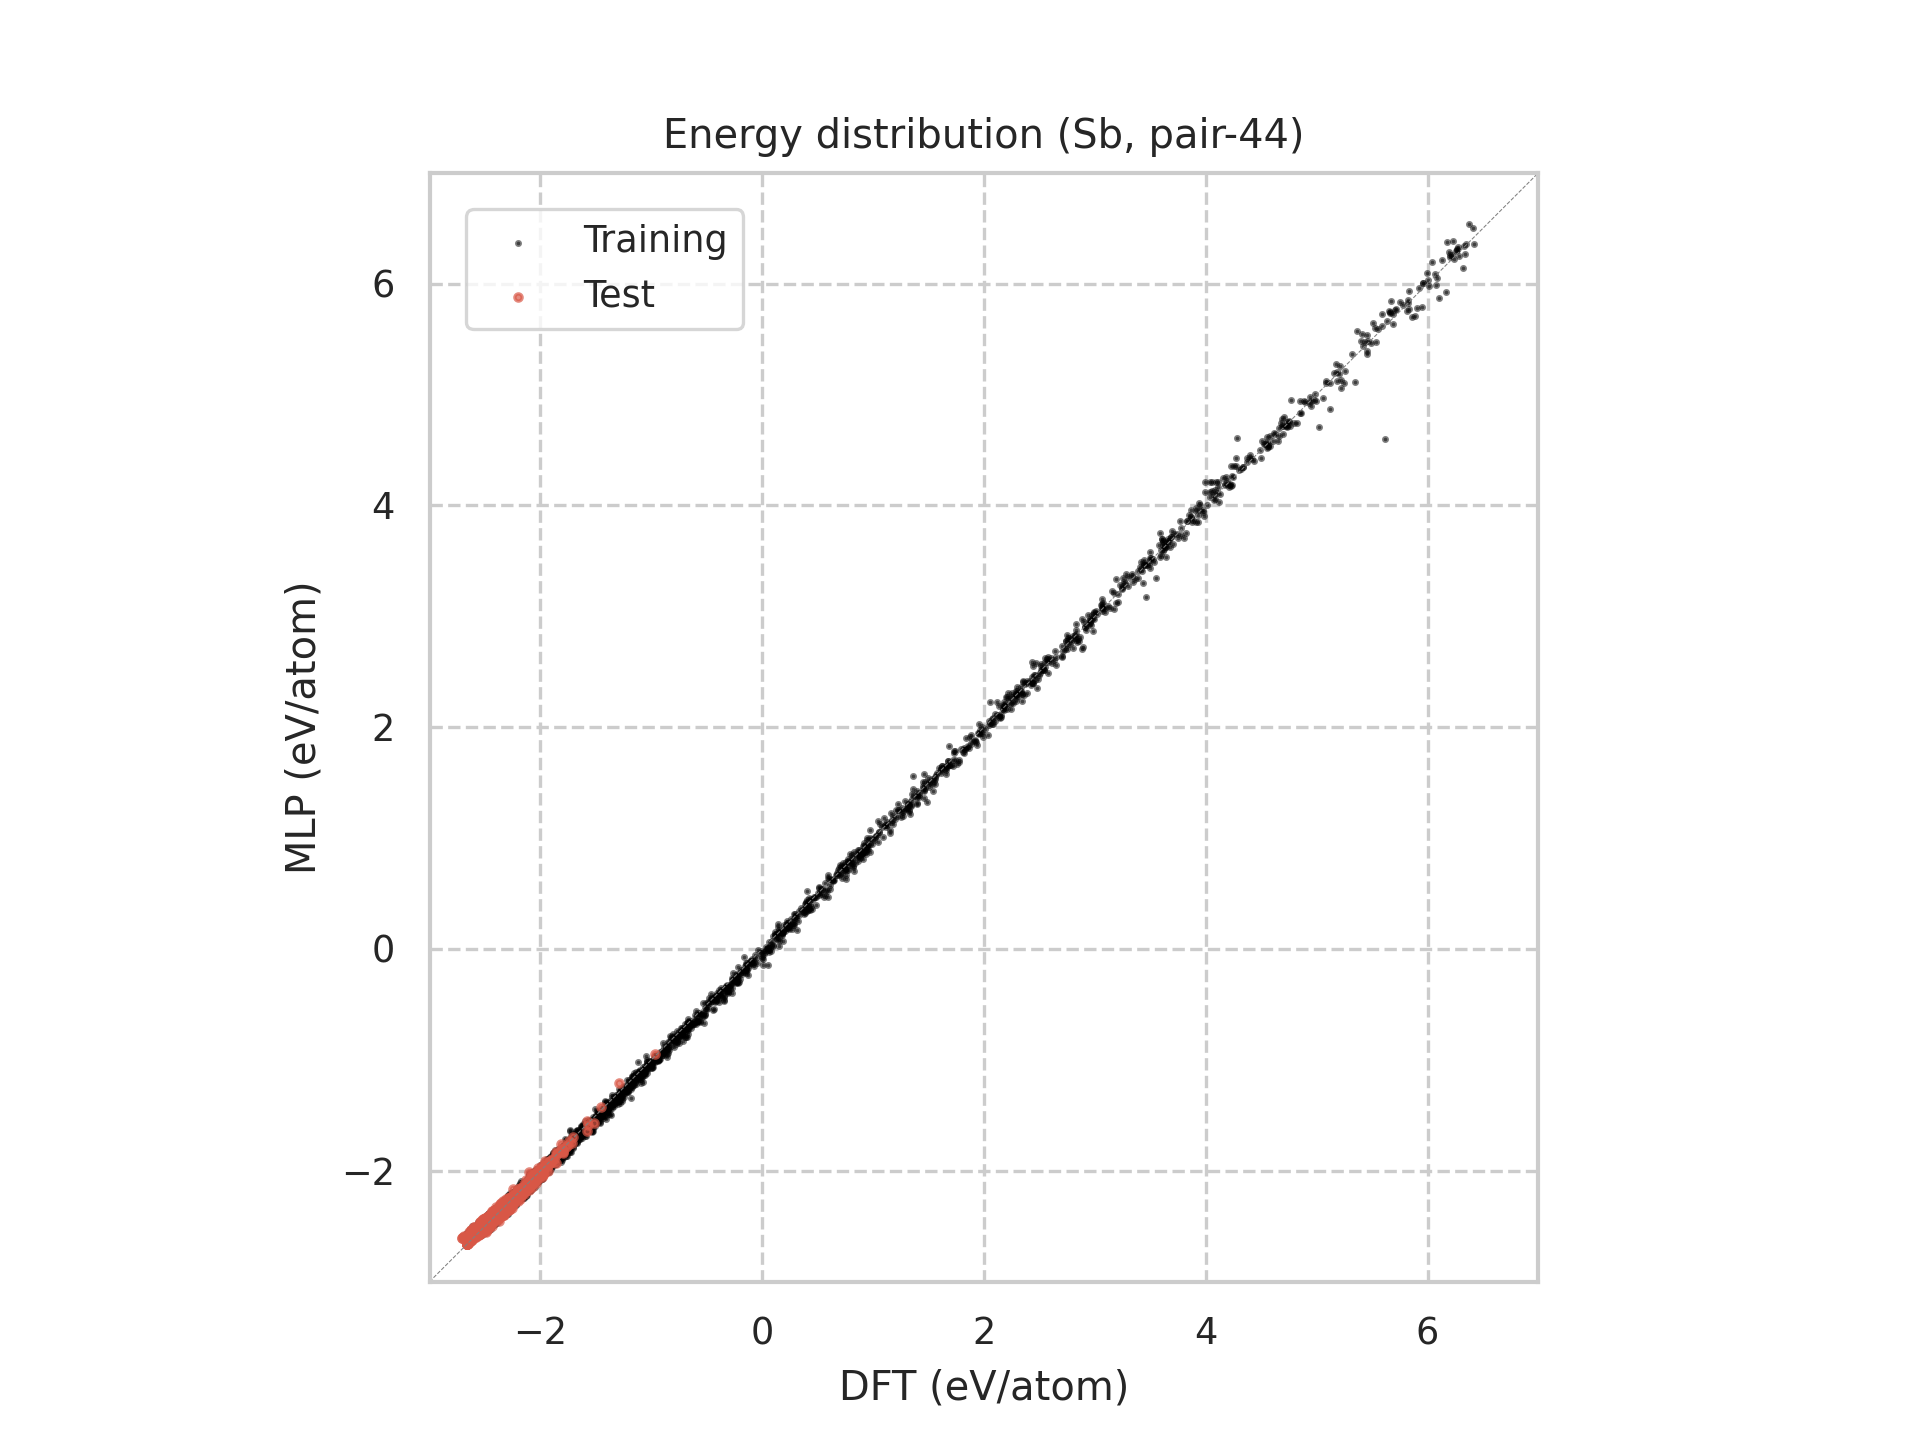 Energy distribution (Sb, pair-44)
Training
Test
6
4
2
0
−2
MLP (eV/atom)
−2 0 2 4 6
DFT (eV/atom)